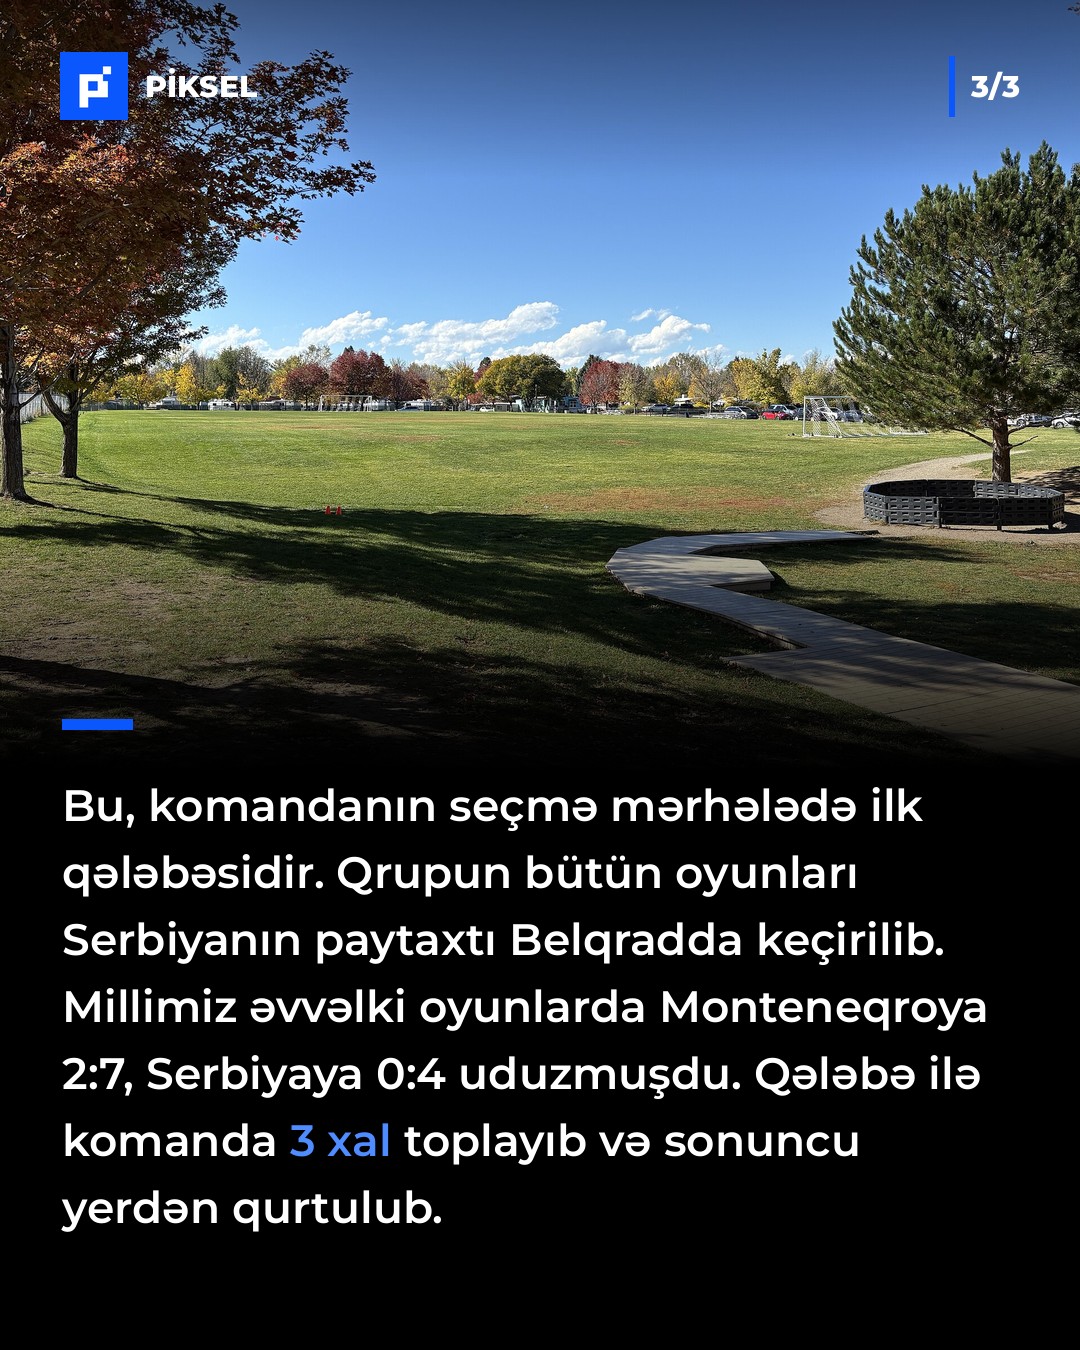 PİKSEL
3/3
Bu, komandanın seçmə mərhələdə ilk
qələbəsidir. Qrupun bütün oyunları
Serbiyanın paytaxtı Belqradda keçirilib.
Millimiz əvvəlki oyunlarda Monteneqroya
2:7, Serbiyaya 0:4 uduzmuşdu. Qələbə ilə
komanda 3 xal toplayıb və sonuncu
yerdən qurtulub.